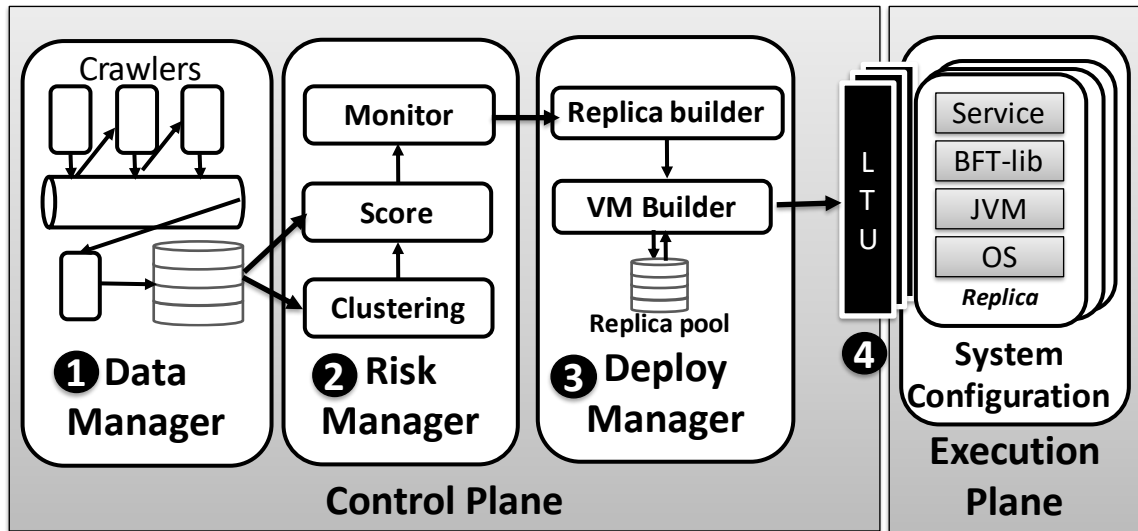 Crawlers
1 Data
Manager
Monitor
Score
Clustering
2 Risk
Manager
Replica builder
VM Builder
Replica pool
3 Deploy
Manager
Control Plane
L
T
U
4
Service
BFT-lib
JVM
OS
Replica
System
Configuration
Execution
Plane